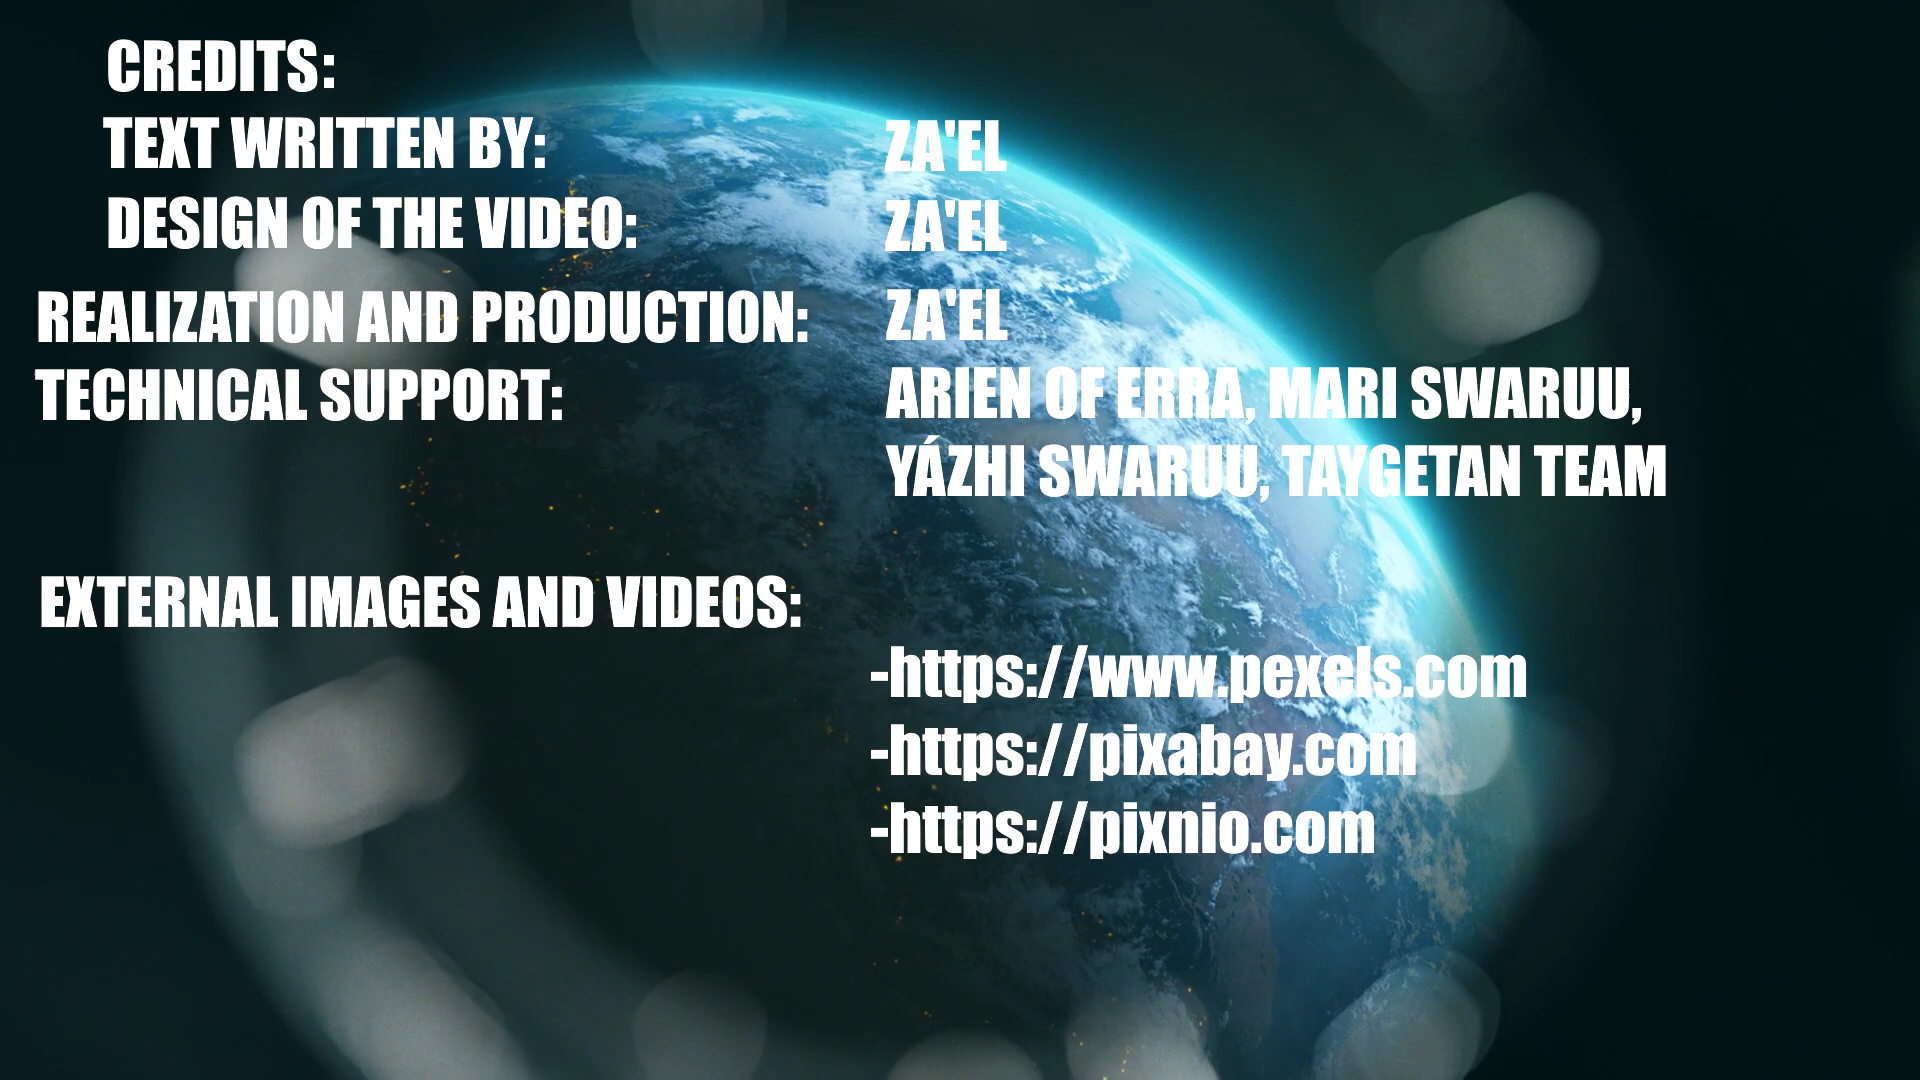 CREDITS:
TEXT WRITTEN BY: ZA'EL
DESIGN OF THE VIDEO: ZA'EL
REALIZATION AND PRODUCTION: ZA'EL
TECHNICAL SUPPORT: ARIEN OF ERRA, MARI SWARUU,
YÁZHI SWARUU, TAYGETAN TEAM
EXTERNAL IMAGES AND VIDEOS:
-https://www.pexels.com
-https://pixabay.com
-https://pixnio.com